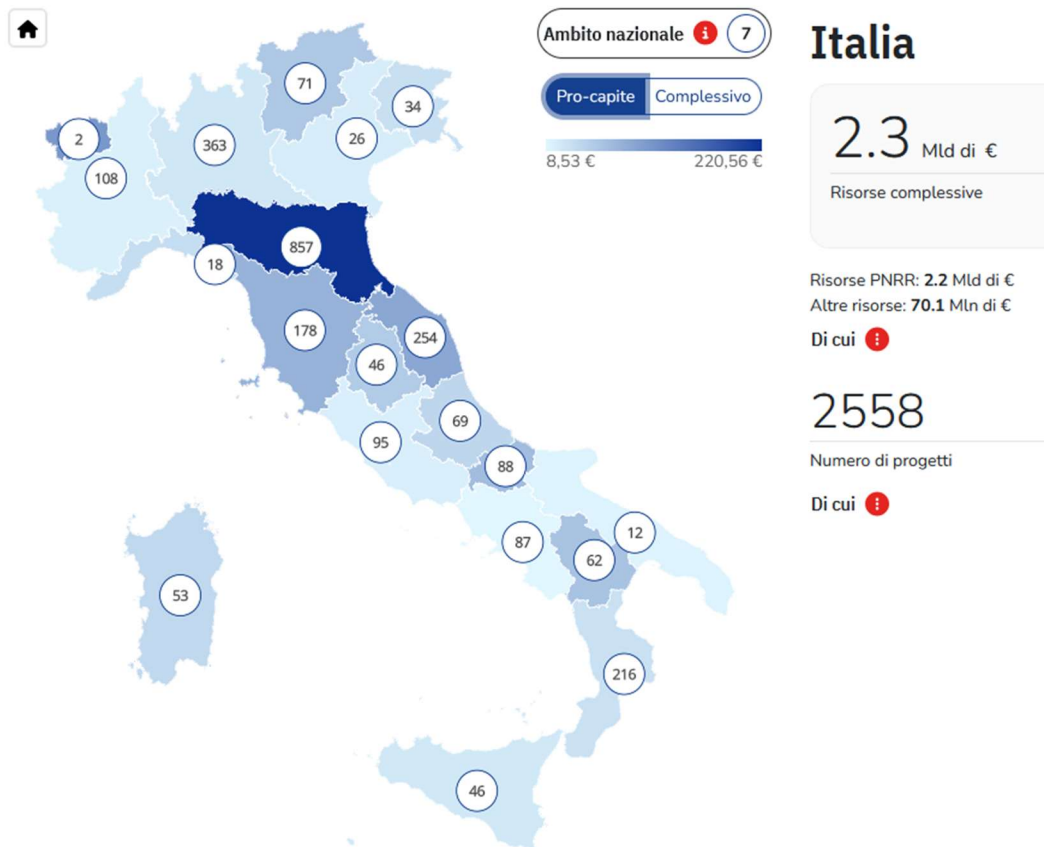 Ambito nazionale i 7
Pro-capite Complessivo
8,53 € 220,56 €
71
34
2
363
26
108
857
18
178
254
46
69
95
88
12
87
62
53
216
46
Italia
2.3 Mld di €
Risorse complessive
Risorse PNRR: 2.2 Mld di €
Altre risorse: 70.1 Mln di €
Di cui
2558
Numero di progetti
Di cui